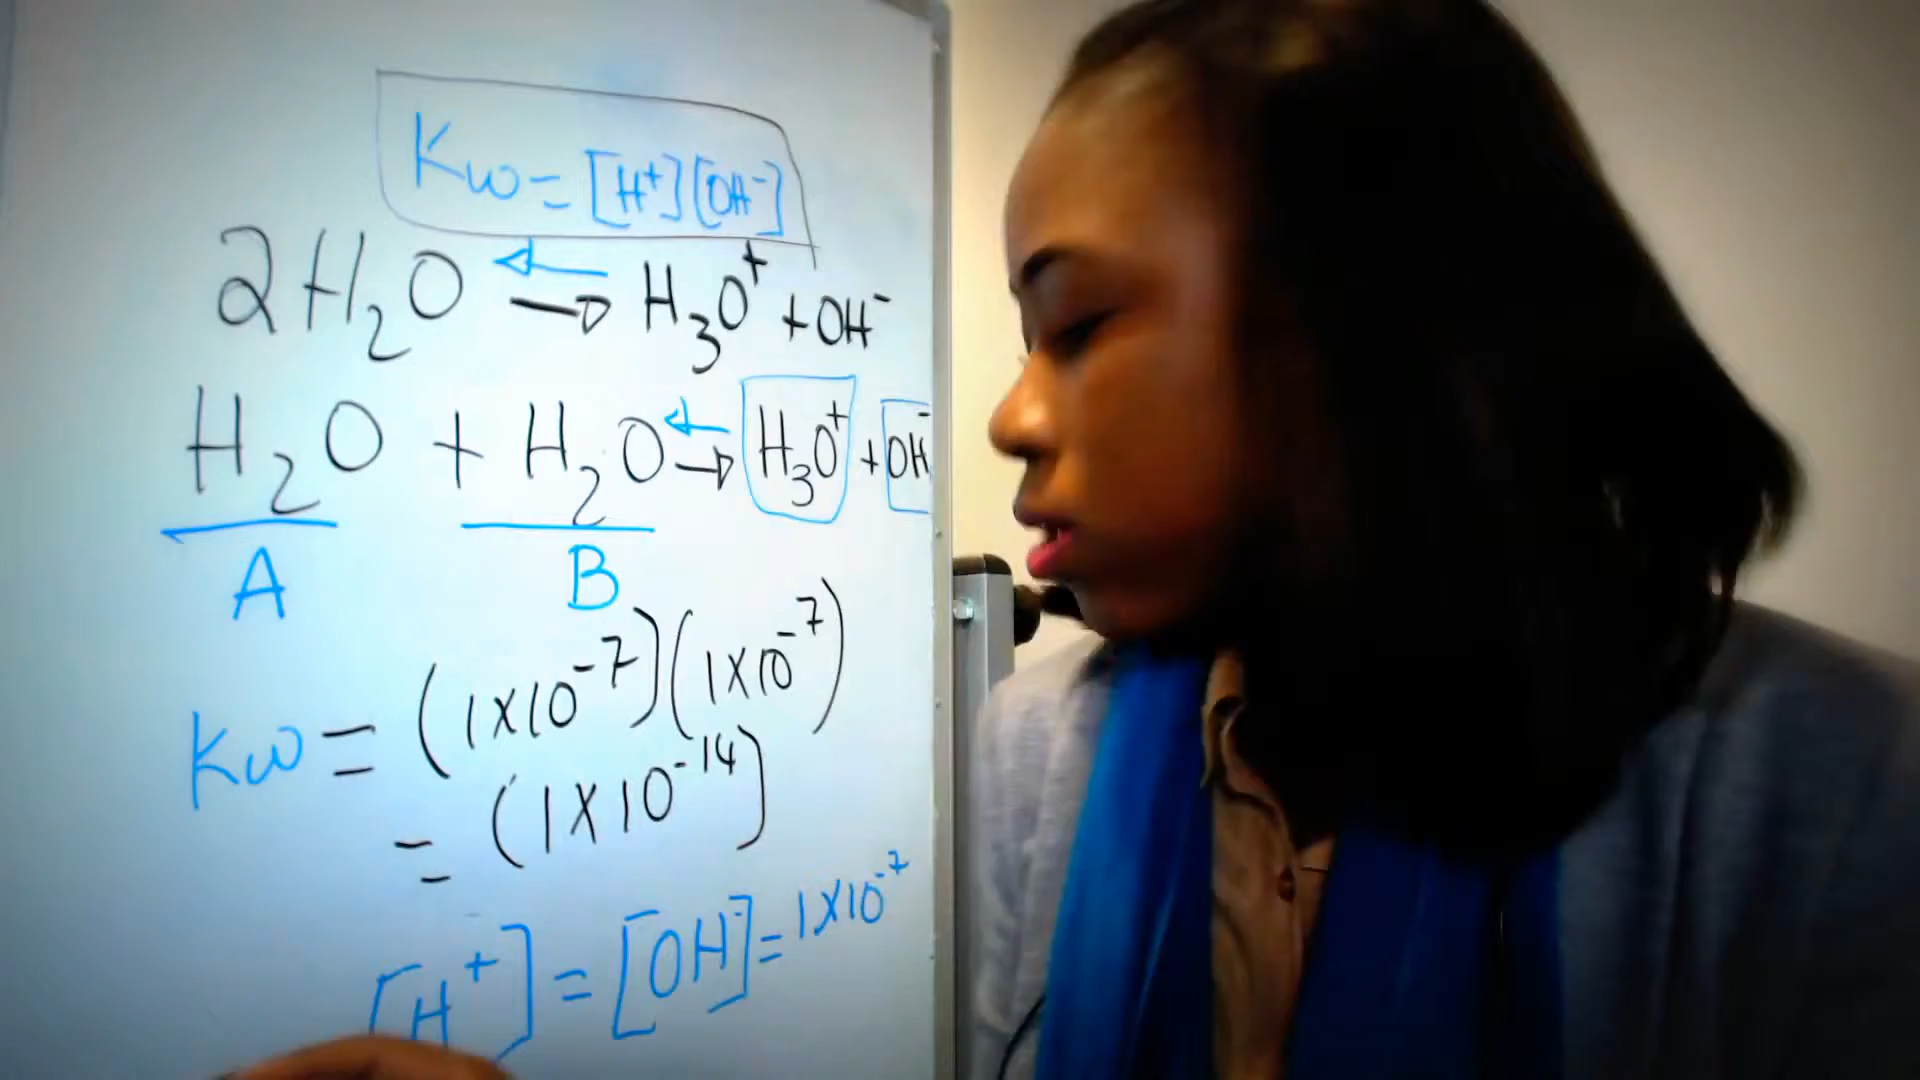 Kw = [H⁺][OH⁻]
2H₂O ⇄ H₃O⁺ + OH⁻
H₂O + H₂O ⇄ H₃O⁺ + OH⁻
A B
Kw = (1x10⁻⁷)(1x10⁻⁷)
= (1x10⁻¹⁴)
[H⁺] = [OH⁻] = 1x10⁻⁷